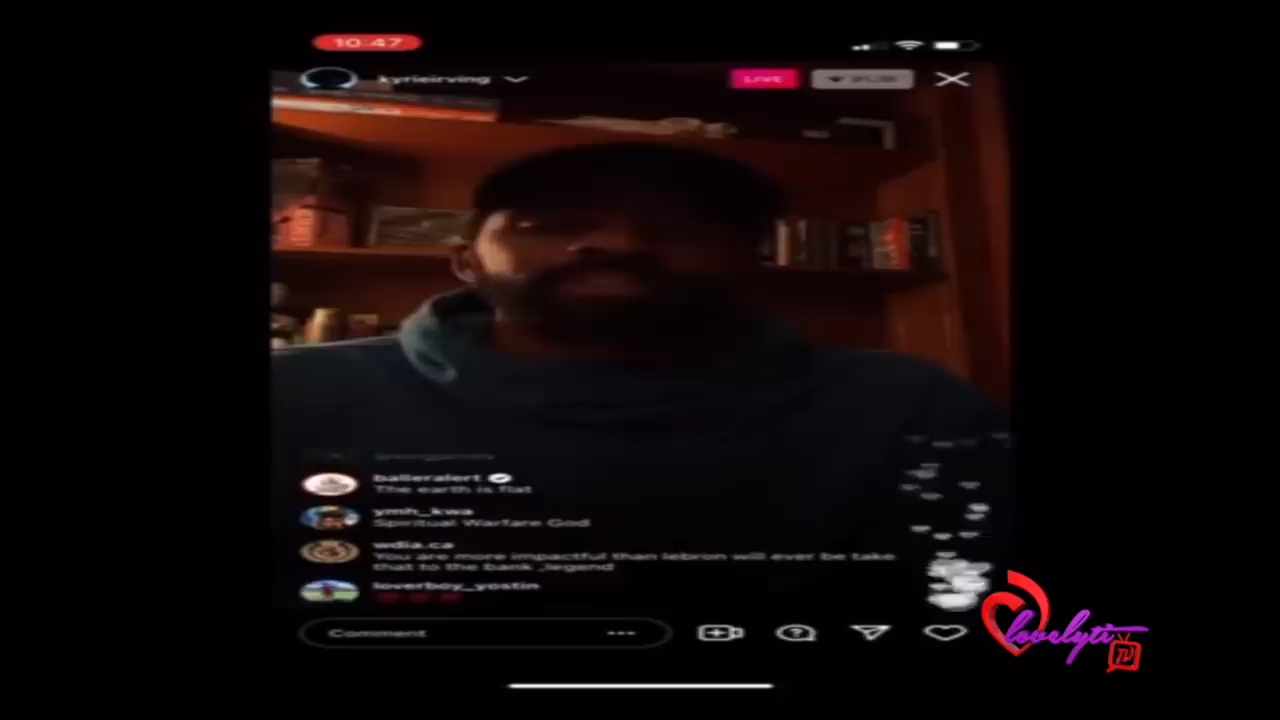 10:47
kyrieirving
LIVE
balleralert
The earth is flat
ymh_kwa
Spiritual Warfare God
wdia.ca
You are more impactful than lebron will ever be take
that to the bank ,legend
loverboy_yostin
Comment
lovelyti
TV